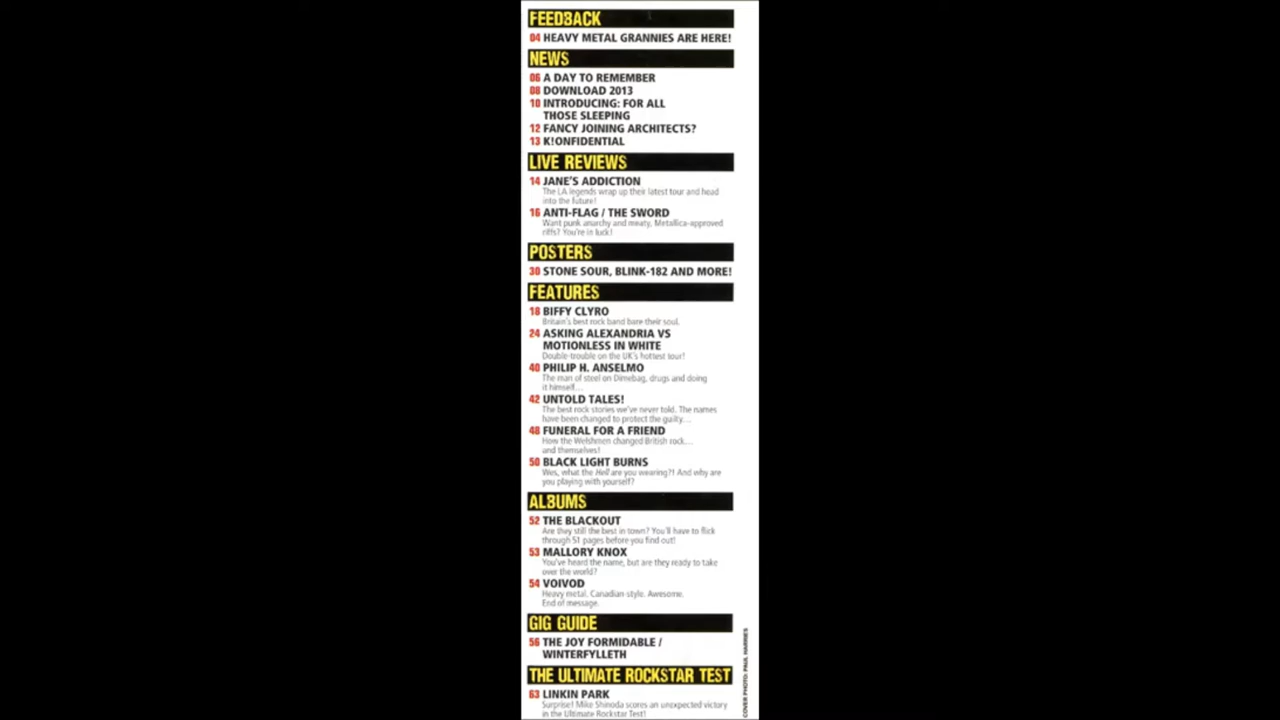 FEEDBACK
04 HEAVY METAL GRANNIES ARE HERE!
NEWS
06 A DAY TO REMEMBER
08 DOWNLOAD 2013
10 INTRODUCING: FOR ALL
THOSE SLEEPING
12 FANCY JOINING ARCHITECTS?
13 K!ONFIDENTIAL
LIVE REVIEWS
14 JANE'S ADDICTION
The LA legends wrap up their latest tour and head
into the future!
16 ANTI-FLAG / THE SWORD
Want punk anarchy and meaty, Metallica-approved
riffs? You're in luck!
POSTERS
30 STONE SOUR, BLINK-182 AND MORE!
FEATURES
18 BIFFY CLYRO
Britain's best rock band bare their soul.
24 ASKING ALEXANDRIA VS
MOTIONLESS IN WHITE
Double-trouble on the UK's hottest tour!
40 PHILIP H. ANSELMO
The man of steel on Dimebag, drugs and doing
it himself...
42 UNTOLD TALES!
The best rock stories we've never told. The names
have been changed to protect the guilty...
48 FUNERAL FOR A FRIEND
How the Welshmen changed British rock...
and themselves!
50 BLACK LIGHT BURNS
Wes, what the Hell are you wearing?! And why are
you playing with yourself?
ALBUMS
52 THE BLACKOUT
Are they still the best in town? You'll have to flick
through 51 pages before you find out!
53 MALLORY KNOX
You've heard the name, but are they ready to take
over the world?
54 VOIVOD
Heavy metal. Canadian-style. Awesome.
End of message.
GIG GUIDE
56 THE JOY FORMIDABLE /
WINTERFYLLETH
THE ULTIMATE ROCKSTAR TEST
63 LINKIN PARK
Surprise! Mike Shinoda scores an unexpected victory
in the Ultimate Rockstar Test!
COVER PHOTO: PAUL HARRIES